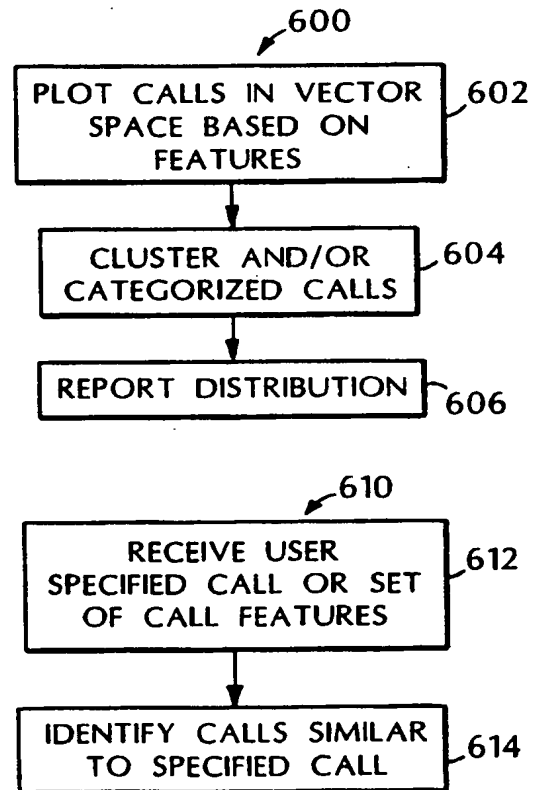 600
PLOT CALLS IN VECTOR
SPACE BASED ON
FEATURES
602
CLUSTER AND/OR
CATEGORIZED CALLS
604
REPORT DISTRIBUTION
606
610
RECEIVE USER
SPECIFIED CALL OR SET
OF CALL FEATURES
612
IDENTIFY CALLS SIMILAR
TO SPECIFIED CALL
614